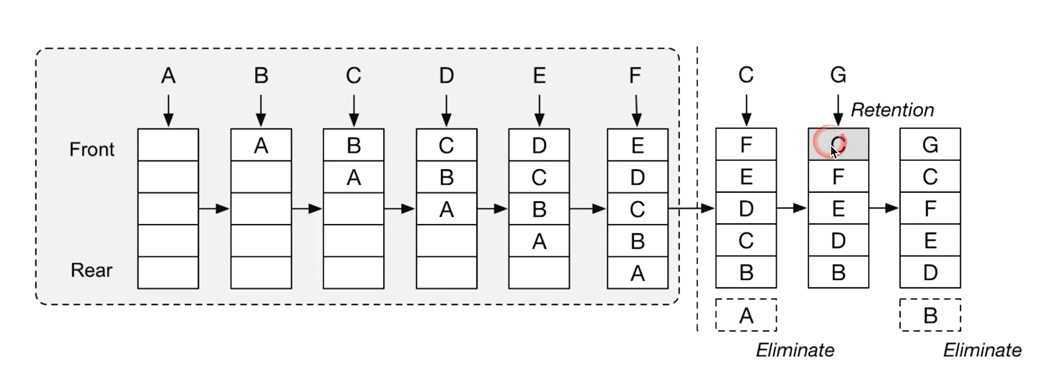 A B C D E F C G
Retention
Front A B C D E F C G
A B C D E F C
A B C D E F
A B C D E
Rear A B B D
A B
Eliminate Eliminate